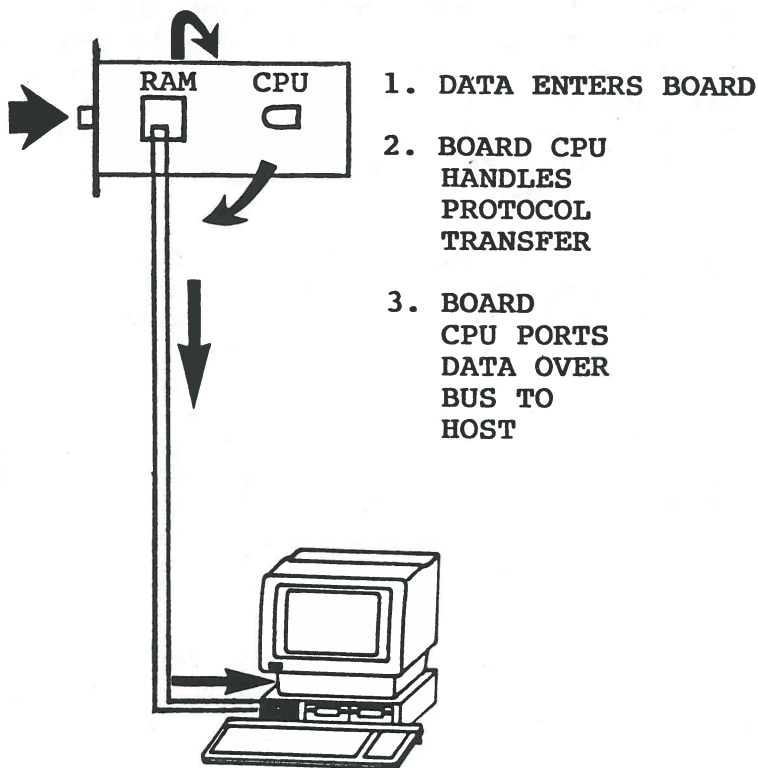 RAM CPU
1. DATA ENTERS BOARD
2. BOARD CPU
HANDLES
PROTOCOL
TRANSFER
3. BOARD
CPU PORTS
DATA OVER
BUS TO
HOST